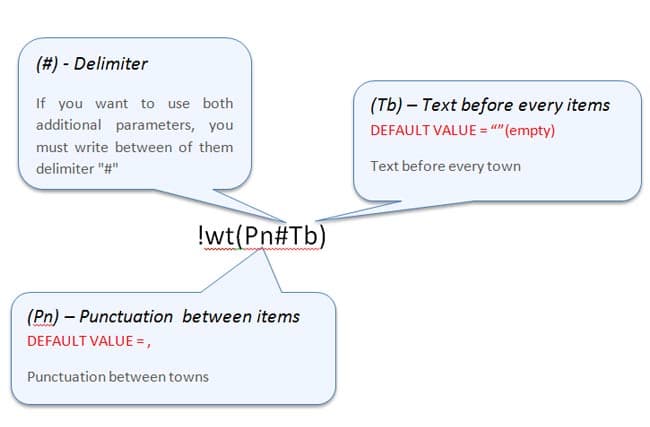 (#) - Delimiter
If you want to use both
additional parameters, you
must write between of them
delimiter "#"
(Tb) – Text before every items
DEFAULT VALUE = “” (empty)
Text before every town
!wt(Pn#Tb)
(Pn) – Punctuation  between items
DEFAULT VALUE = ,
Punctuation between towns